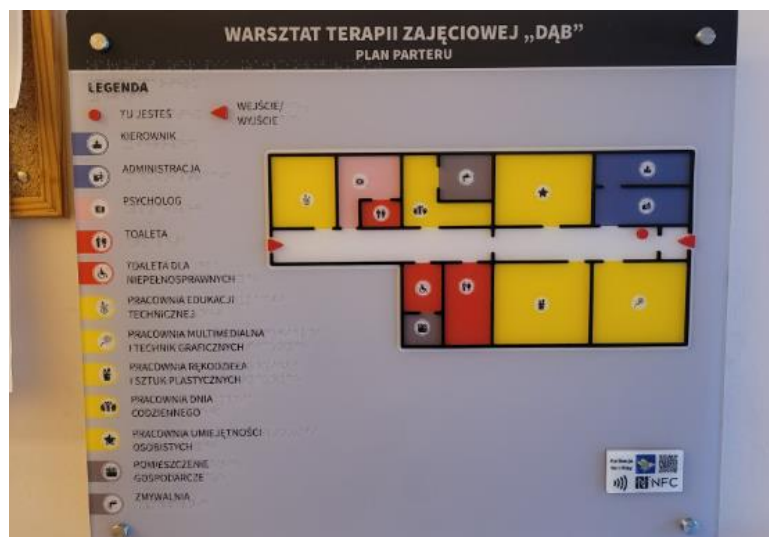 WARSZTAT TERAPII ZAJĘCIOWEJ „DĄB”
PLAN PARTERU
LEGENDA
TU JESTEŚ
WEJŚCIE/
WYJŚCIE
KIEROWNIK
ADMINISTRACJA
PSYCHOLOG
TOALETA
TOALETA DLA
NIEPEŁNOSPRAWNYCH
PRACOWNIA EDUKACJI
TECHNICZNEJ
PRACOWNIA MULTIMEDIALNA
I TECHNIK GRAFICZNYCH
PRACOWNIA RĘKODZIEŁA
I SZTUK PLASTYCZNYCH
PRACOWNIA DNIA
CODZIENNEGO
PRACOWNIA UMIEJĘTNOŚCI
OSOBISTYCH
POMIESZCZENIE
GOSPODARCZE
ZMYWALNIA
NFC